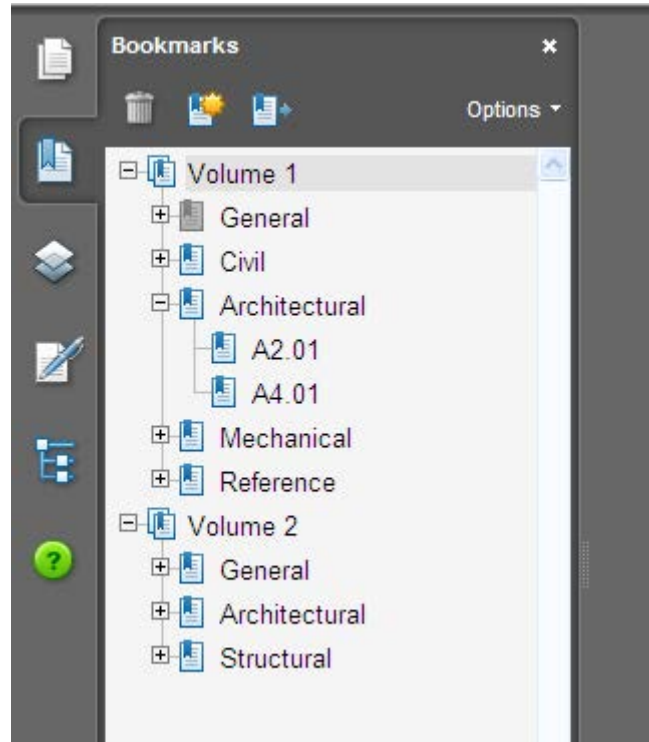 Bookmarks
Options
Volume 1
General
Civil
Architectural
A2.01
A4.01
Mechanical
Reference
Volume 2
General
Architectural
Structural